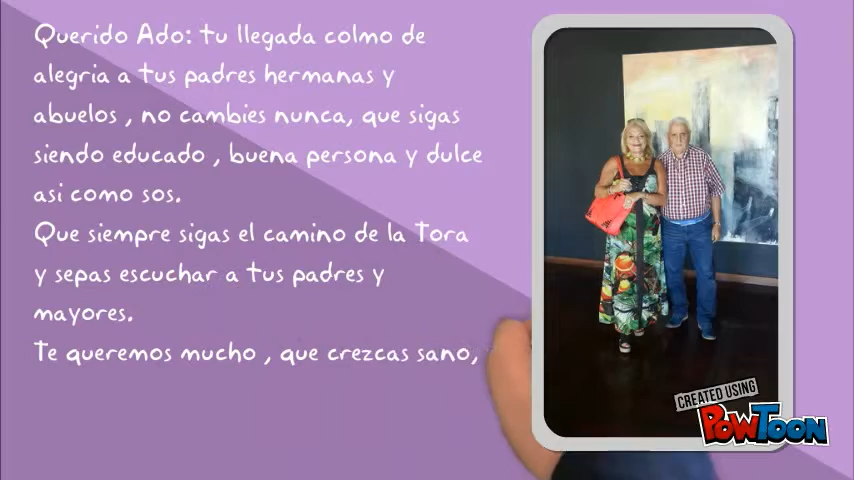 Querido Ado: tu llegada colmo de
alegria a tus padres hermanas y
abuelos , no cambies nunca, que sigas
siendo educado , buena persona y dulce
asi como sos.
Que siempre sigas el camino de la Tora
y sepas escuchar a tus padres y
mayores.
Te queremos mucho , que crezcas sano,
CREATED USING
POWTOON